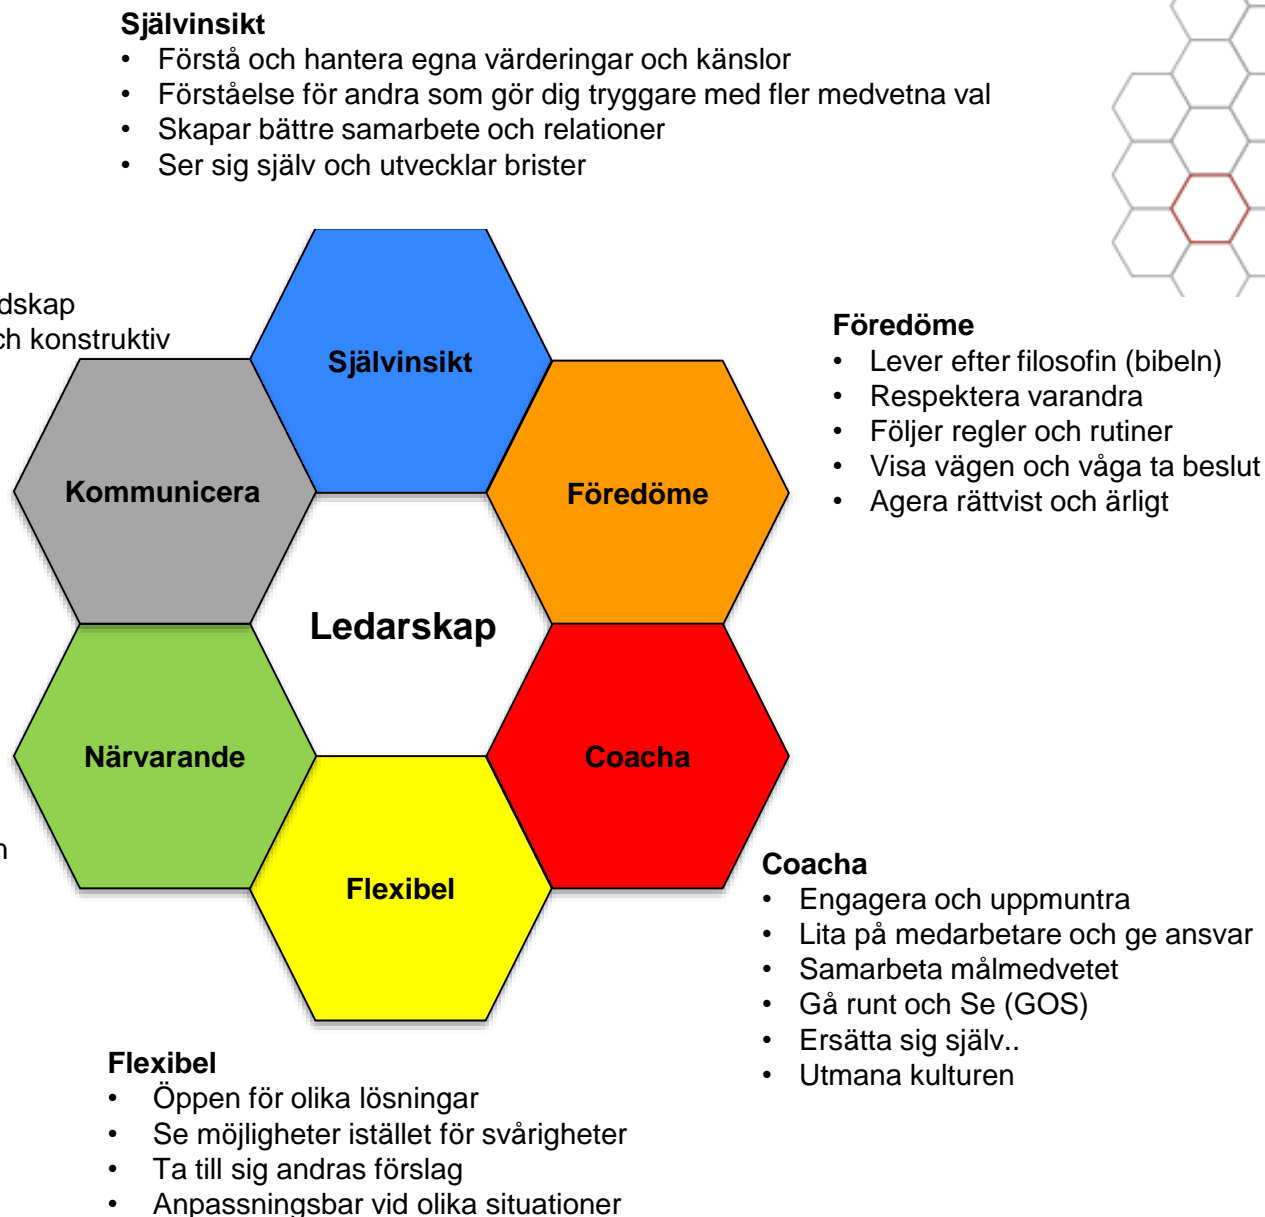 Självinsikt
• Förstå och hantera egna värderingar och känslor
• Förståelse för andra som gör dig tryggare med fler medvetna val
• Skapar bättre samarbete och relationer
• Ser sig själv och utvecklar brister
dskap
ch konstruktiv
Självinsikt
Kommunicera
Föredöme
Ledarskap
Närvarande
Coacha
Flexibel
Föredöme
• Lever efter filosofin (bibeln)
• Respektera varandra
• Följer regler och rutiner
• Visa vägen och våga ta beslut
• Agera rättvist och ärligt
Coacha
• Engagera och uppmuntra
• Lita på medarbetare och ge ansvar
• Samarbeta målmedvetet
• Gå runt och Se (GOS)
• Ersätta sig själv..
• Utmana kulturen
Flexibel
• Öppen för olika lösningar
• Se möjligheter istället för svårigheter
• Ta till sig andras förslag
• Anpassningsbar vid olika situationer